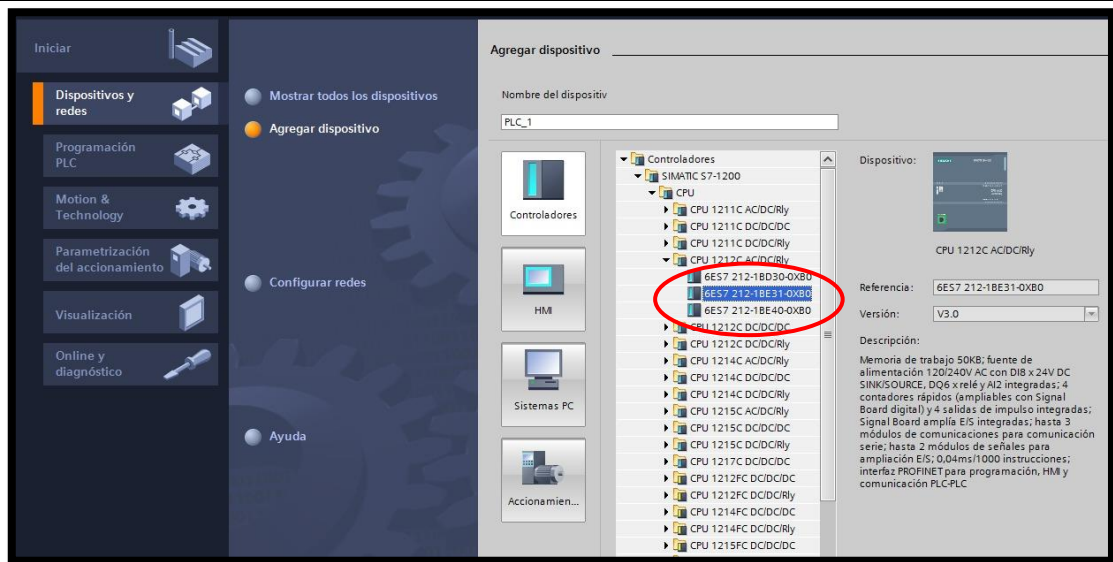 Iniciar
Dispositivos y
redes
Programación
PLC
Motion &
Technology
Parametrización
del accionamiento
Visualización
Online y
diagnóstico
Mostrar todos los dispositivos
Agregar dispositivo
Configurar redes
Ayuda
Agregar dispositivo
Nombre del dispositiv
PLC_1
Controladores
HMI
Sistemas PC
Accionamien...
Controladores
SIMATIC S7-1200
CPU
CPU 1211C AC/DC/Rly
CPU 1211C DC/DC/DC
CPU 1211C DC/DC/Rly
CPU 1212C AC/DC/Rly
6ES7 212-1BD30-0XB0
6ES7 212-1BE31-0XB0
6ES7 212-1BE40-0XB0
CPU 1212C DC/DC/DC
CPU 1212C DC/DC/Rly
CPU 1214C AC/DC/Rly
CPU 1214C DC/DC/DC
CPU 1214C DC/DC/Rly
CPU 1215C AC/DC/Rly
CPU 1215C DC/DC/DC
CPU 1215C DC/DC/Rly
CPU 1217C DC/DC/DC
CPU 1212FC DC/DC/DC
CPU 1212FC DC/DC/Rly
CPU 1214FC DC/DC/DC
CPU 1214FC DC/DC/Rly
CPU 1215FC DC/DC/DC
Dispositivo:
CPU 1212C AC/DC/Rly
Referencia: 6ES7 212-1BE31-0XB0
Versión: V3.0
Descripción:
Memoria de trabajo 50KB; fuente de
alimentación 120/240V AC con DI8 x 24V DC
SINK/SOURCE, DQ6 x relé y AI2 integradas; 4
contadores rápidos (ampliables con Signal
Board digital) y 4 salidas de impulso integradas;
Signal Board amplía E/S integradas; hasta 3
módulos de comunicaciones para comunicación
serie; hasta 2 módulos de señales para
ampliación E/S; 0,04ms/1000 instrucciones;
interfaz PROFINET para programación, HMI y
comunicación PLC-PLC